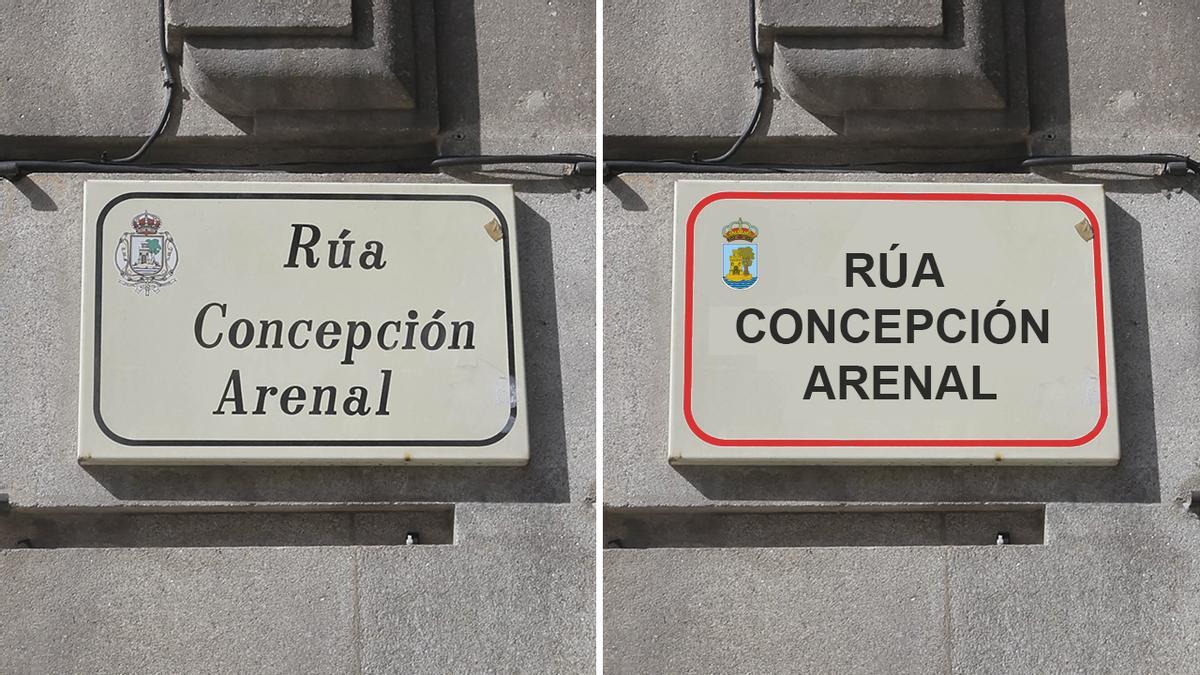 Rúa
Concepción
Arenal
RÚA
CONCEPCIÓN
ARENAL